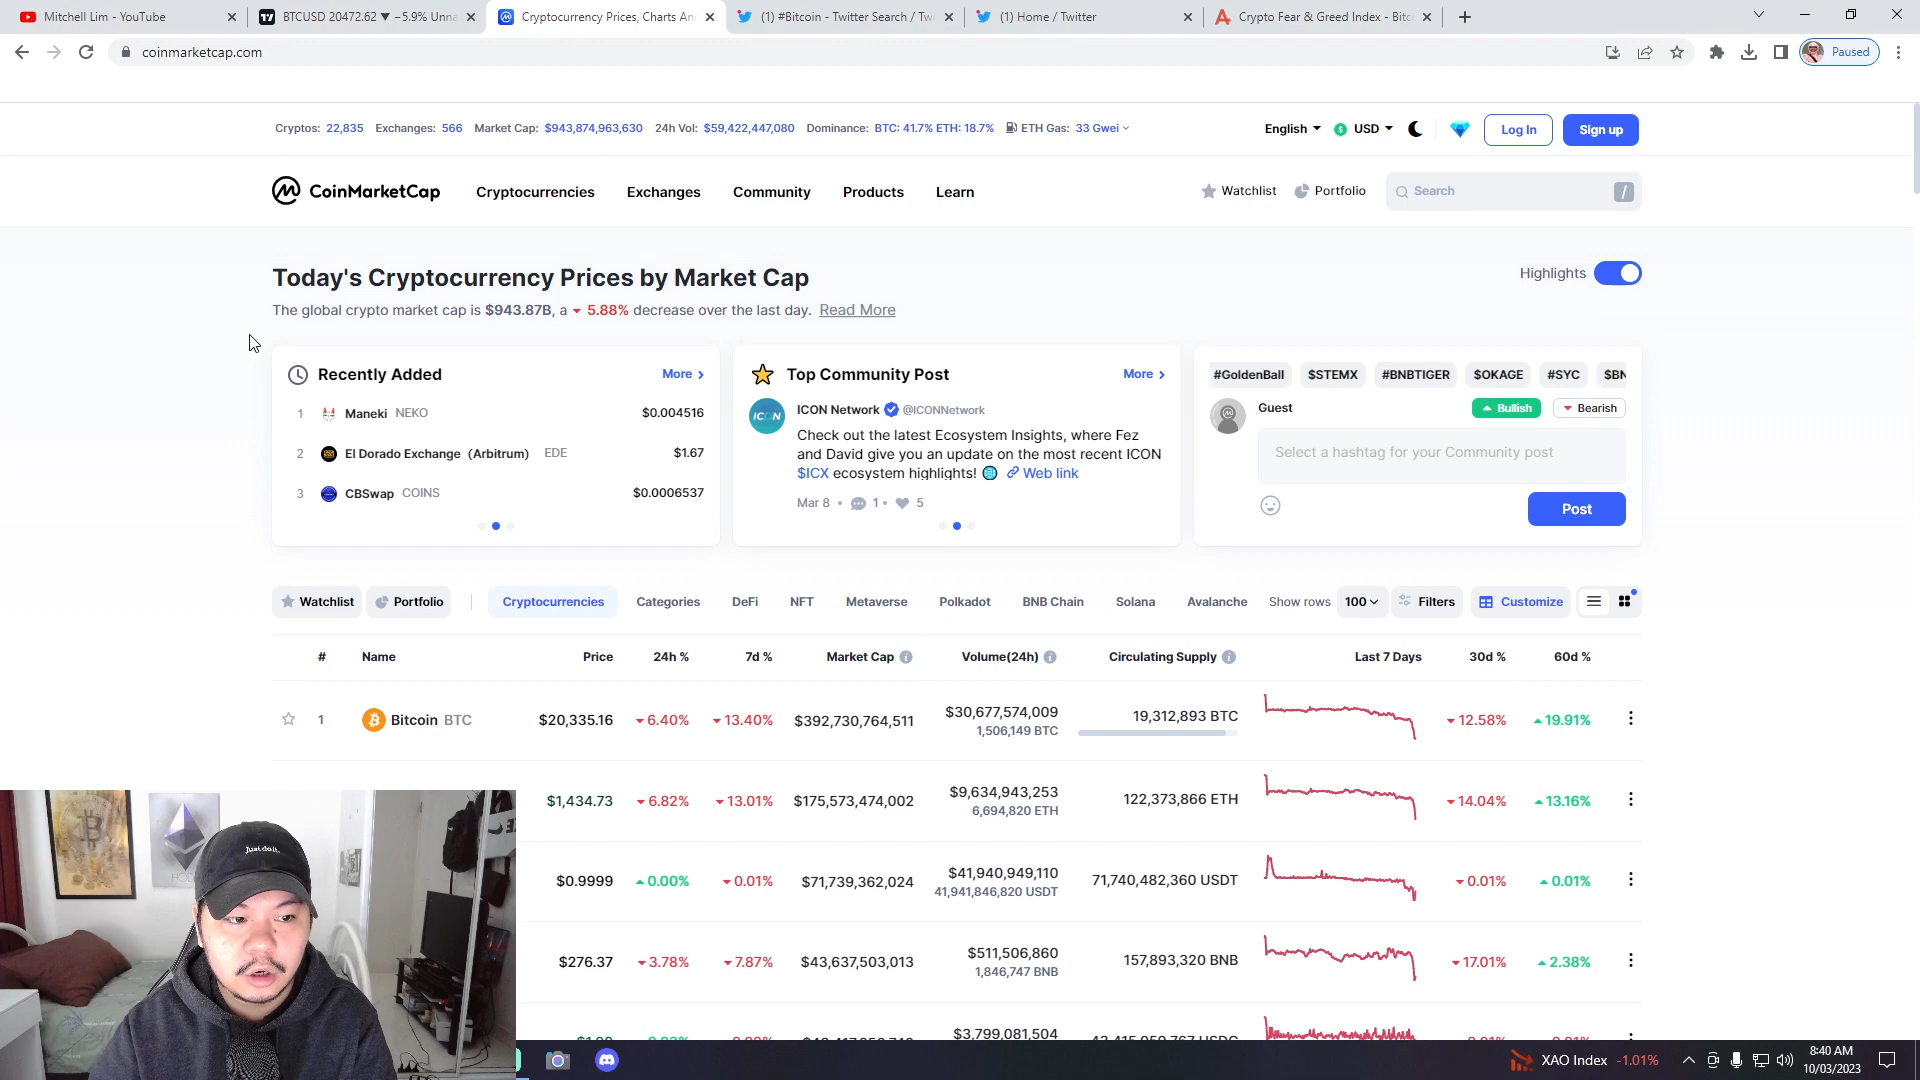 Mitchell Lim - YouTube
BTCUSD 20472.62 ▼ −5.9% Unna
Cryptocurrency Prices, Charts An
(1) #Bitcoin - Twitter Search / Twi
(1) Home / Twitter
Crypto Fear & Greed Index - Bitc
coinmarketcap.com
Paused
Cryptos: 22,835 Exchanges: 566 Market Cap: $943,874,963,630 24h Vol: $59,422,447,080 Dominance: BTC: 41.7% ETH: 18.7% ETH Gas: 33 Gwei
English USD Log In Sign up
CoinMarketCap Cryptocurrencies Exchanges Community Products Learn
Watchlist Portfolio Search /
Today's Cryptocurrency Prices by Market Cap
Highlights
The global crypto market cap is $943.87B, a ▼ 5.88% decrease over the last day. Read More
Recently Added More
1 Maneki NEKO $0.004516
2 El Dorado Exchange (Arbitrum) EDE $1.67
3 CBSwap COINS $0.0006537
Top Community Post More
ICON
ICON Network @ICONNetwork
Check out the latest Ecosystem Insights, where Fez
and David give you an update on the most recent ICON
$ICX ecosystem highlights! Web link
Mar 8 • 1 • 5
#GoldenBall $STEMX #BNBTIGER $OKAGE #SYC $BN
Guest Bullish Bearish
Select a hashtag for your Community post
Post
Watchlist Portfolio Cryptocurrencies Categories DeFi NFT Metaverse Polkadot BNB Chain Solana Avalanche Show rows 100 Filters Customize
# Name Price 24h % 7d % Market Cap Volume(24h) Circulating Supply Last 7 Days 30d % 60d %
1 Bitcoin BTC $20,335.16 ▼ 6.40% ▼ 13.40% $392,730,764,511 $30,677,574,009 19,312,893 BTC ▼ 12.58% ▲ 19.91%
1,506,149 BTC
$1,434.73 ▼ 6.82% ▼ 13.01% $175,573,474,002 $9,634,943,253 122,373,866 ETH ▼ 14.04% ▲ 13.16%
6,694,820 ETH
$0.9999 ▲ 0.00% ▼ 0.01% $71,739,362,024 $41,940,949,110 71,740,482,360 USDT ▼ 0.01% ▲ 0.01%
41,941,846,820 USDT
$276.37 ▼ 3.78% ▼ 7.87% $43,637,503,013 $511,506,860 157,893,320 BNB ▼ 17.01% ▲ 2.38%
1,846,747 BNB
$3,799,081,504
Just do it.
XAO Index -1.01%
8:40 AM
10/03/2023